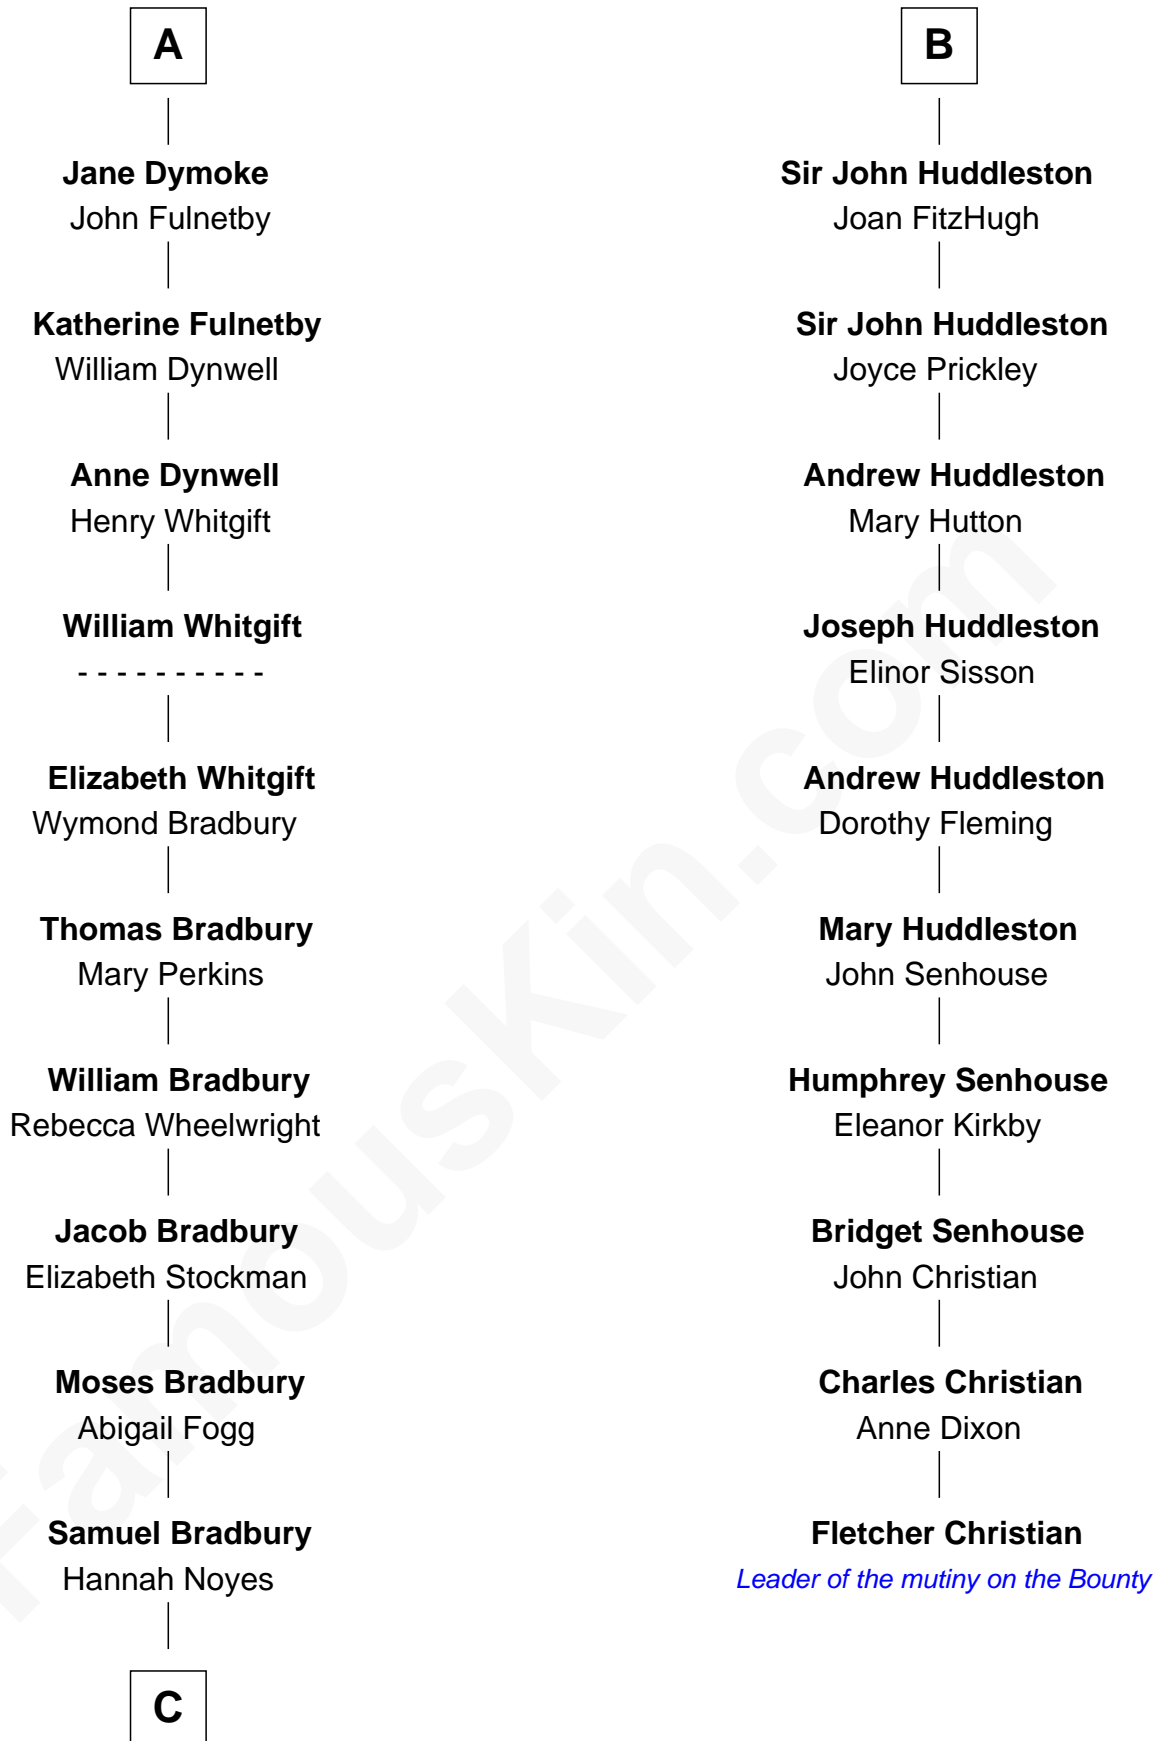 A
Jane Dymoke
John Fulnetby
Katherine Fulnetby
William Dynwell
Anne Dynwell
Henry Whitgift
William Whitgift
- - - - - - - - - -
Elizabeth Whitgift
Wymond Bradbury
Thomas Bradbury
Mary Perkins
William Bradbury
Rebecca Wheelwright
Jacob Bradbury
Elizabeth Stockman
Moses Bradbury
Abigail Fogg
Samuel Bradbury
Hannah Noyes
C
B
Sir John Huddleston
Joan FitzHugh
Sir John Huddleston
Joyce Prickley
Andrew Huddleston
Mary Hutton
Joseph Huddleston
Elinor Sisson
Andrew Huddleston
Dorothy Fleming
Mary Huddleston
John Senhouse
Humphrey Senhouse
Eleanor Kirkby
Bridget Senhouse
John Christian
Charles Christian
Anne Dixon
Fletcher Christian
Leader of the mutiny on the Bounty
FamousKin.com